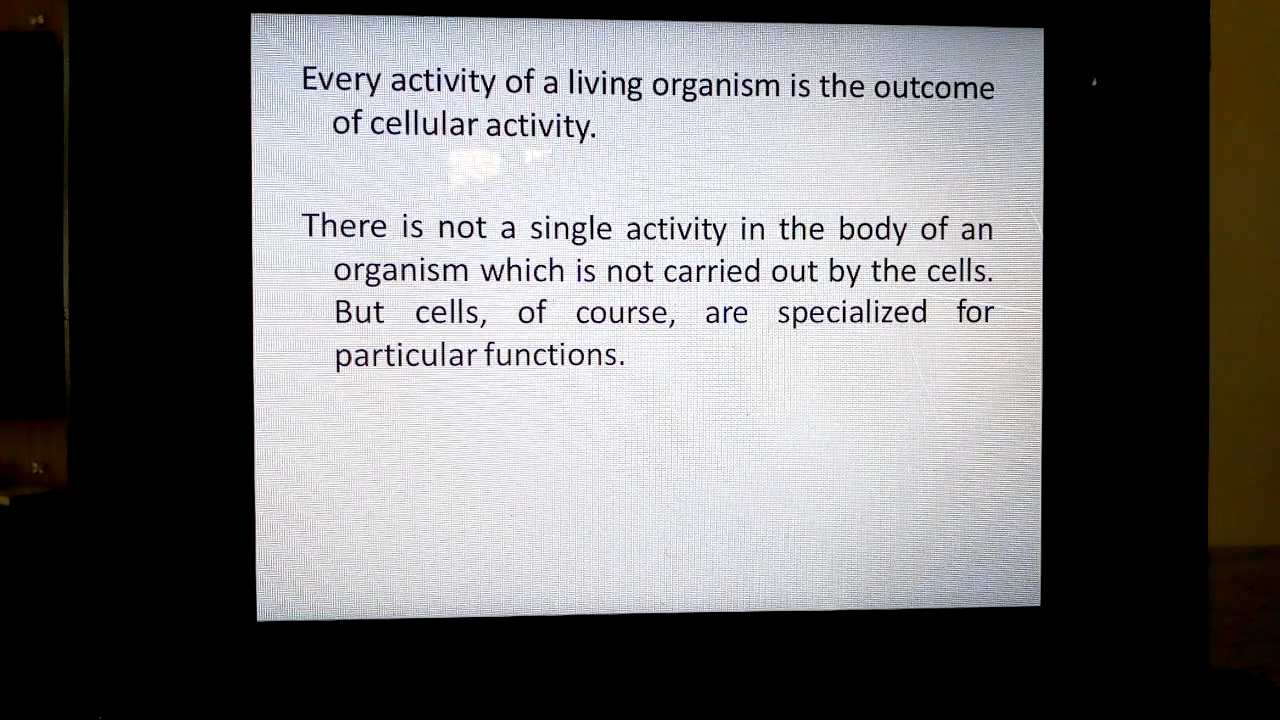 Every activity of a living organism is the outcome
of cellular activity.
There is not a single activity in the body of an
organism which is not carried out by the cells.
But cells, of course, are specialized for
particular functions.